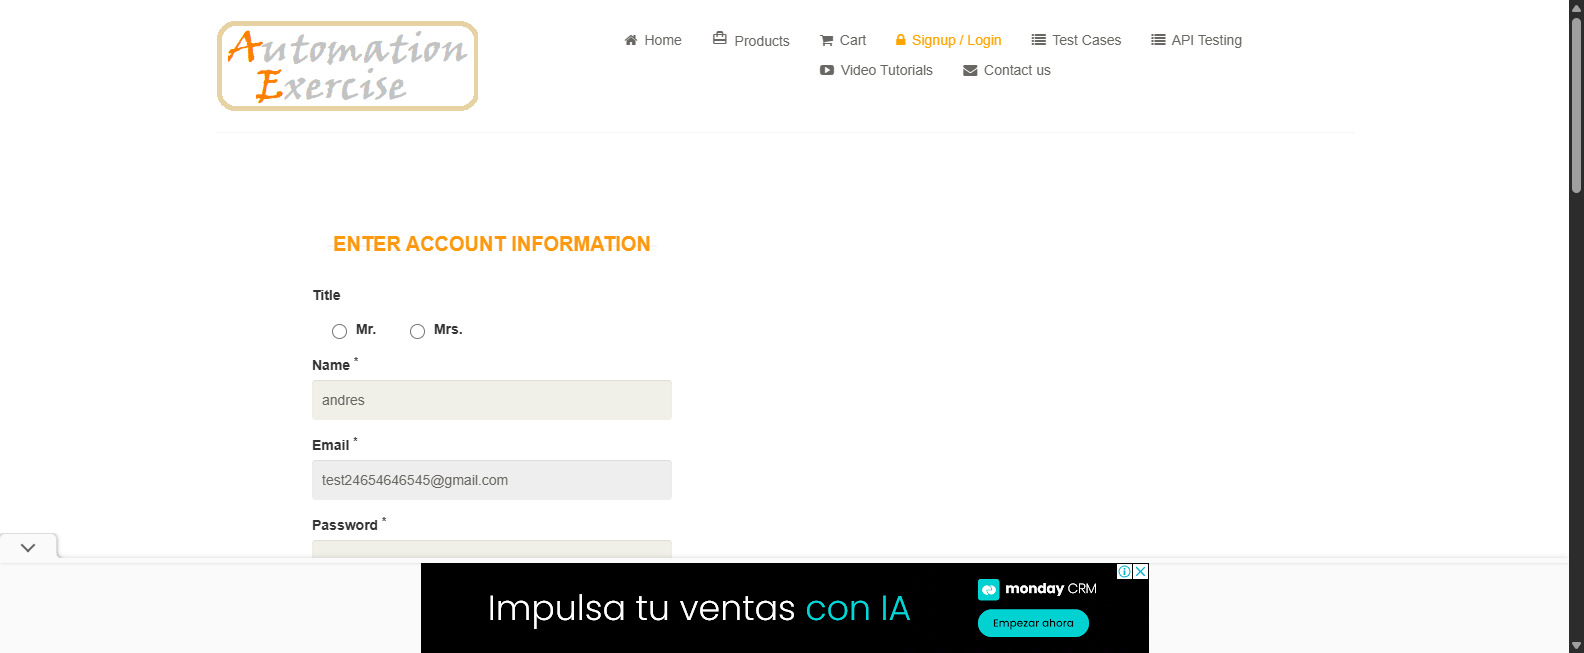 Automation
Exercise
Home
Products
Cart
Signup / Login
Test Cases
API Testing
Video Tutorials
Contact us
ENTER ACCOUNT INFORMATION
Title
Mr.
Mrs.
Name *
andres
Email *
test24654646545@gmail.com
Password *
Impulsa tu ventas con IA
monday CRM
Empezar ahora